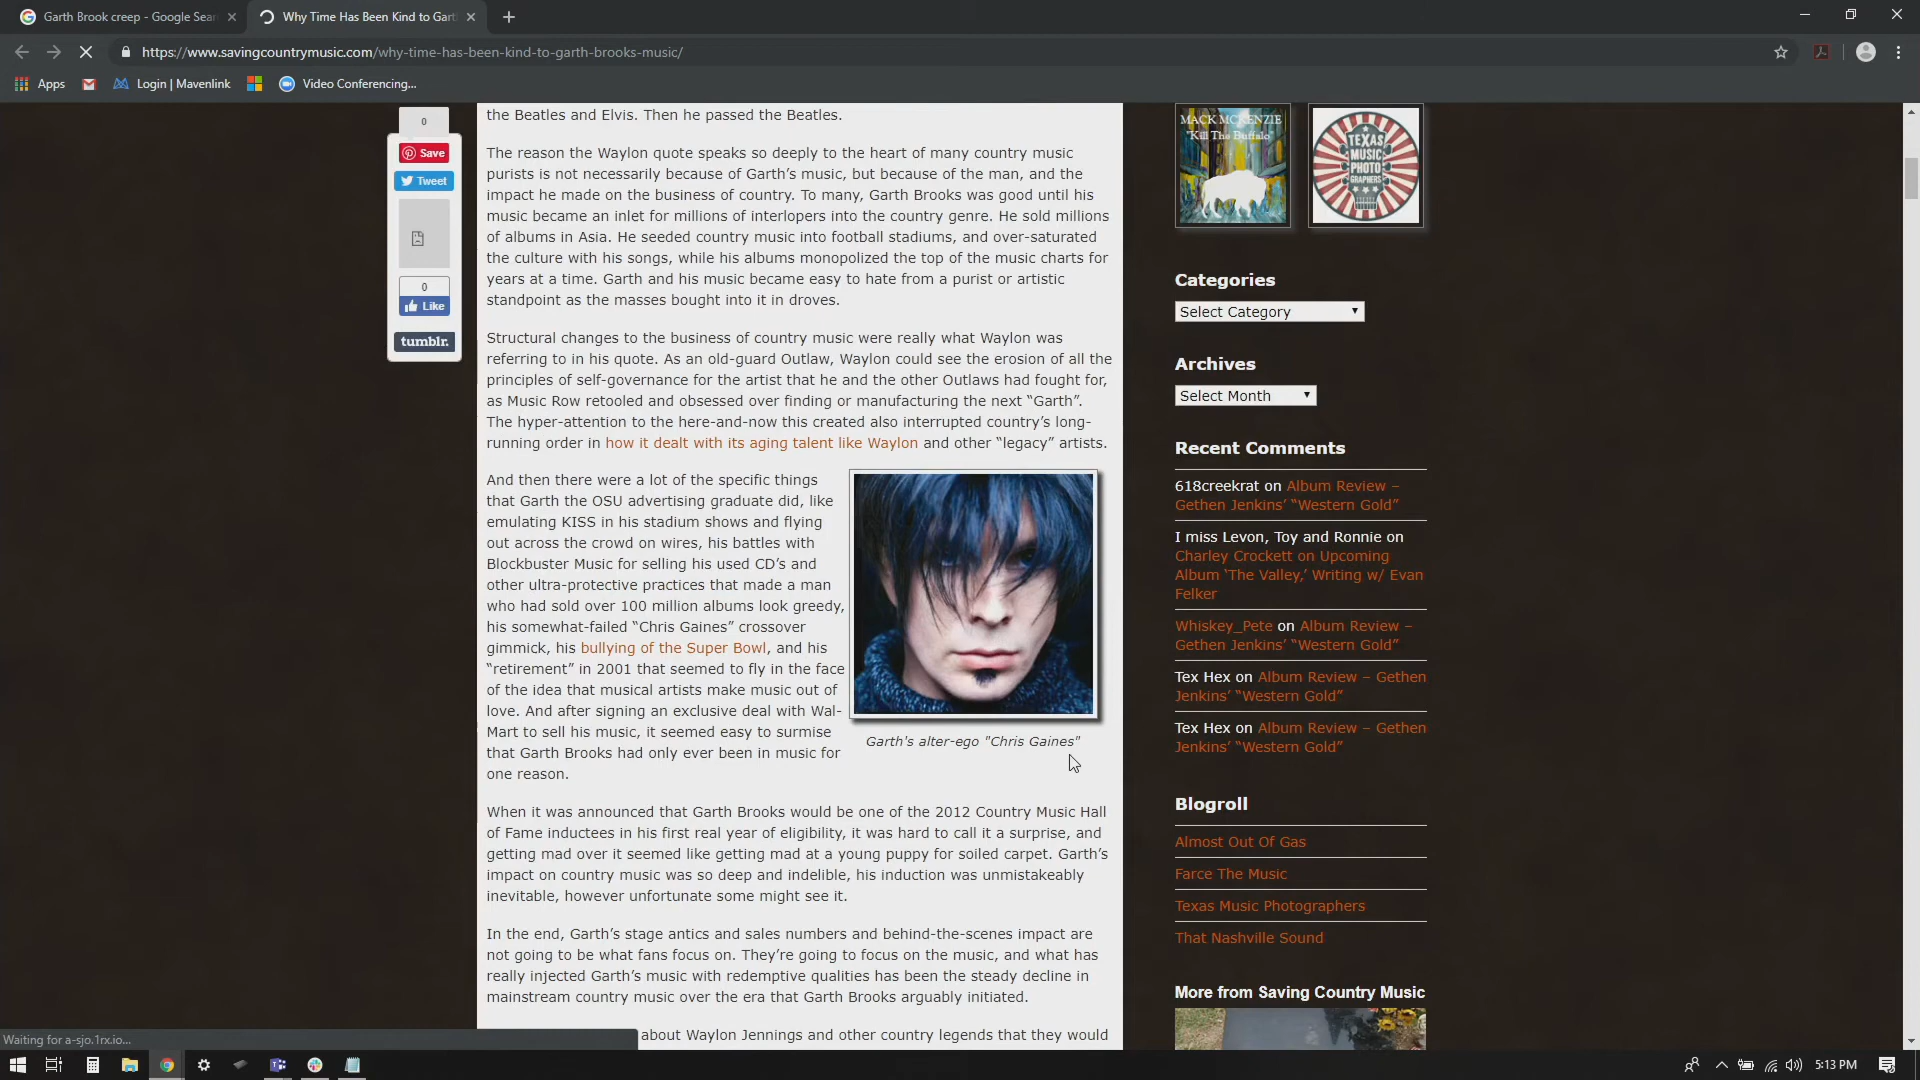 Garth Brook creep - Google Sear
Why Time Has Been Kind to Gart
https://www.savingcountrymusic.com/why-time-has-been-kind-to-garth-brooks-music/
Apps
Login | Mavenlink
Video Conferencing...
0
Save
Tweet
0
Like
tumblr.
the Beatles and Elvis. Then he passed the Beatles.
The reason the Waylon quote speaks so deeply to the heart of many country music
purists is not necessarily because of Garth's music, but because of the man, and the
impact he made on the business of country. To many, Garth Brooks was good until his
music became an inlet for millions of interlopers into the country genre. He sold millions
of albums in Asia. He seeded country music into football stadiums, and over-saturated
the culture with his songs, while his albums monopolized the top of the music charts for
years at a time. Garth and his music became easy to hate from a purist or artistic
standpoint as the masses bought into it in droves.
Structural changes to the business of country music were really what Waylon was
referring to in his quote. As an old-guard Outlaw, Waylon could see the erosion of all the
principles of self-governance for the artist that he and the other Outlaws had fought for,
as Music Row retooled and obsessed over finding or manufacturing the next “Garth”.
The hyper-attention to the here-and-now this created also interrupted country's long-
running order in how it dealt with its aging talent like Waylon and other “legacy” artists.
And then there were a lot of the specific things
that Garth the OSU advertising graduate did, like
emulating KISS in his stadium shows and flying
out across the crowd on wires, his battles with
Blockbuster Music for selling his used CD's and
other ultra-protective practices that made a man
who had sold over 100 million albums look greedy,
his somewhat-failed “Chris Gaines” crossover
gimmick, his bullying of the Super Bowl, and his
“retirement” in 2001 that seemed to fly in the face
of the idea that musical artists make music out of
love. And after signing an exclusive deal with Wal-
Mart to sell his music, it seemed easy to surmise
that Garth Brooks had only ever been in music for
one reason.
Garth's alter-ego "Chris Gaines"
When it was announced that Garth Brooks would be one of the 2012 Country Music Hall
of Fame inductees in his first real year of eligibility, it was hard to call it a surprise, and
getting mad over it seemed like getting mad at a young puppy for soiled carpet. Garth's
impact on country music was so deep and indelible, his induction was unmistakeably
inevitable, however unfortunate some might see it.
In the end, Garth's stage antics and sales numbers and behind-the-scenes impact are
not going to be what fans focus on. They're going to focus on the music, and what has
really injected Garth's music with redemptive qualities has been the steady decline in
mainstream country music over the era that Garth Brooks arguably initiated.
about Waylon Jennings and other country legends that they would
MACK MCKENZIE
"Kill The Buffalo"
TEXAS
MUSIC
PHOTO
GRAPHERS
Categories
Select Category
Archives
Select Month
Recent Comments
618creekrat on Album Review –
Gethen Jenkins' “Western Gold”
I miss Levon, Toy and Ronnie on
Charley Crockett on Upcoming
Album ‘The Valley,’ Writing w/ Evan
Felker
Whiskey_Pete on Album Review –
Gethen Jenkins' “Western Gold”
Tex Hex on Album Review – Gethen
Jenkins' “Western Gold”
Tex Hex on Album Review – Gethen
Jenkins' “Western Gold”
Blogroll
Almost Out Of Gas
Farce The Music
Texas Music Photographers
That Nashville Sound
More from Saving Country Music
Waiting for a-sjo.1rx.io...
5:13 PM